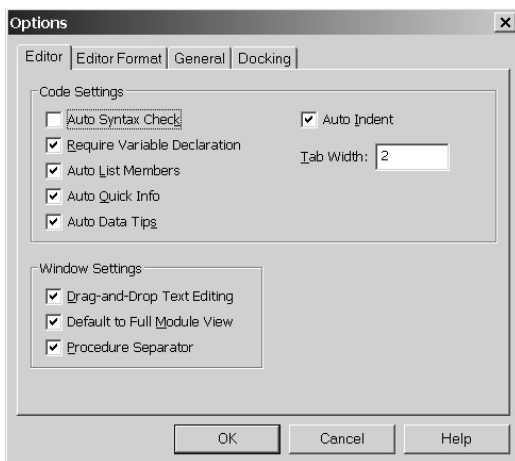 Options
Editor Editor Format General Docking
Code Settings
Auto Syntax Check
Auto Indent
Require Variable Declaration
Tab Width: 2
Auto List Members
Auto Quick Info
Auto Data Tips
Window Settings
Drag-and-Drop Text Editing
Default to Full Module View
Procedure Separator
OK Cancel Help